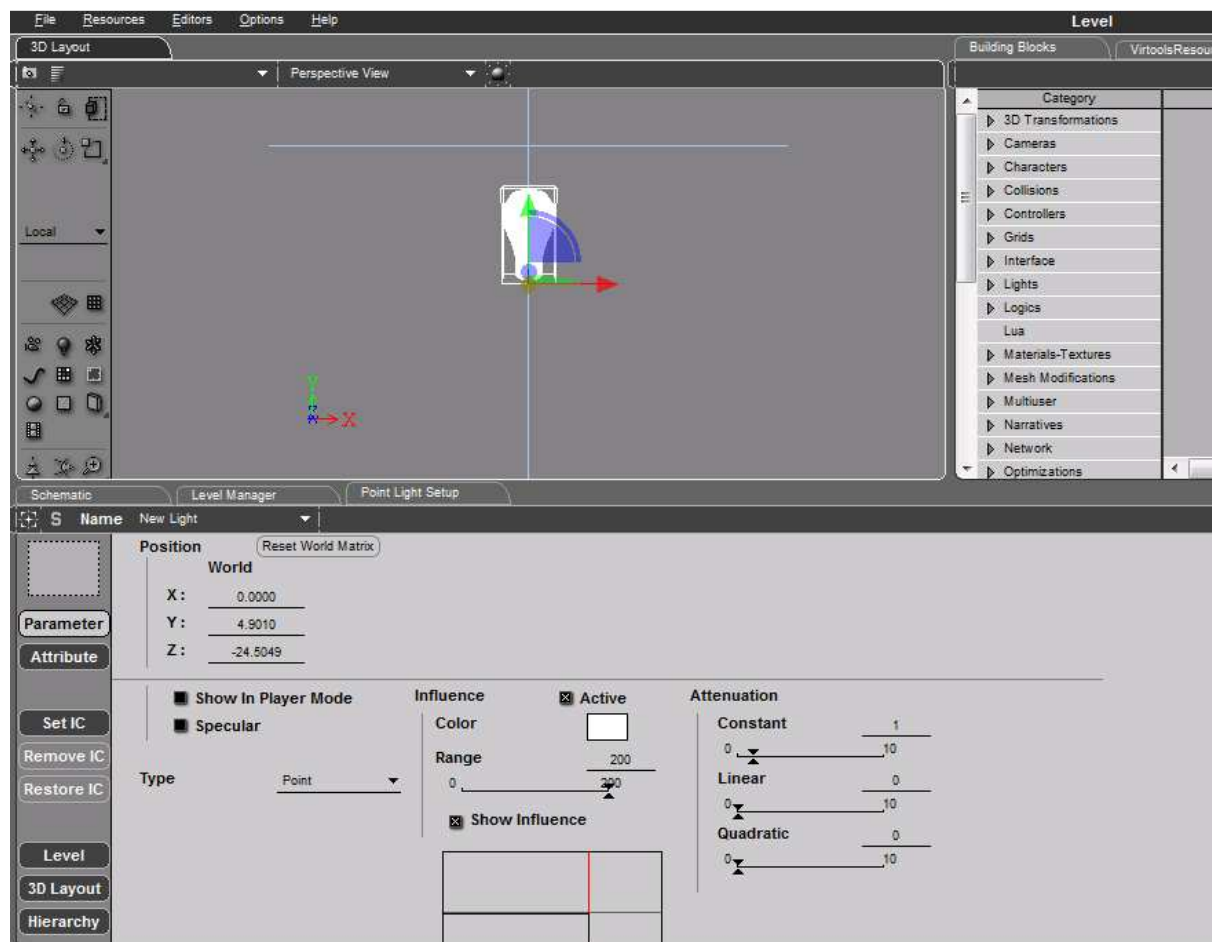 File Resources Editors Options Help Level
3D Layout
Building Blocks
Perspective View
Category
3D Transformations
Cameras
Characters
Collisions
Controllers
Grids
Interface
Lights
Logics
Lua
Materials-Textures
Mesh Modifications
Multiuser
Narratives
Network
Optimizations
Local
Y
X
Schematic Level Manager Point Light Setup
S Name New Light
Position Reset World Matrix
World
X: 0.0000
Y: 4.9010
Z: -24.5049
Parameter
Attribute
Set IC
Remove IC
Restore IC
Level
3D Layout
Hierarchy
Show In Player Mode
Specular
Type Point
Influence Active
Color
Range 200
0 200
Show Influence
Attenuation
Constant 1
0 10
Linear 0
0 10
Quadratic 0
0 10